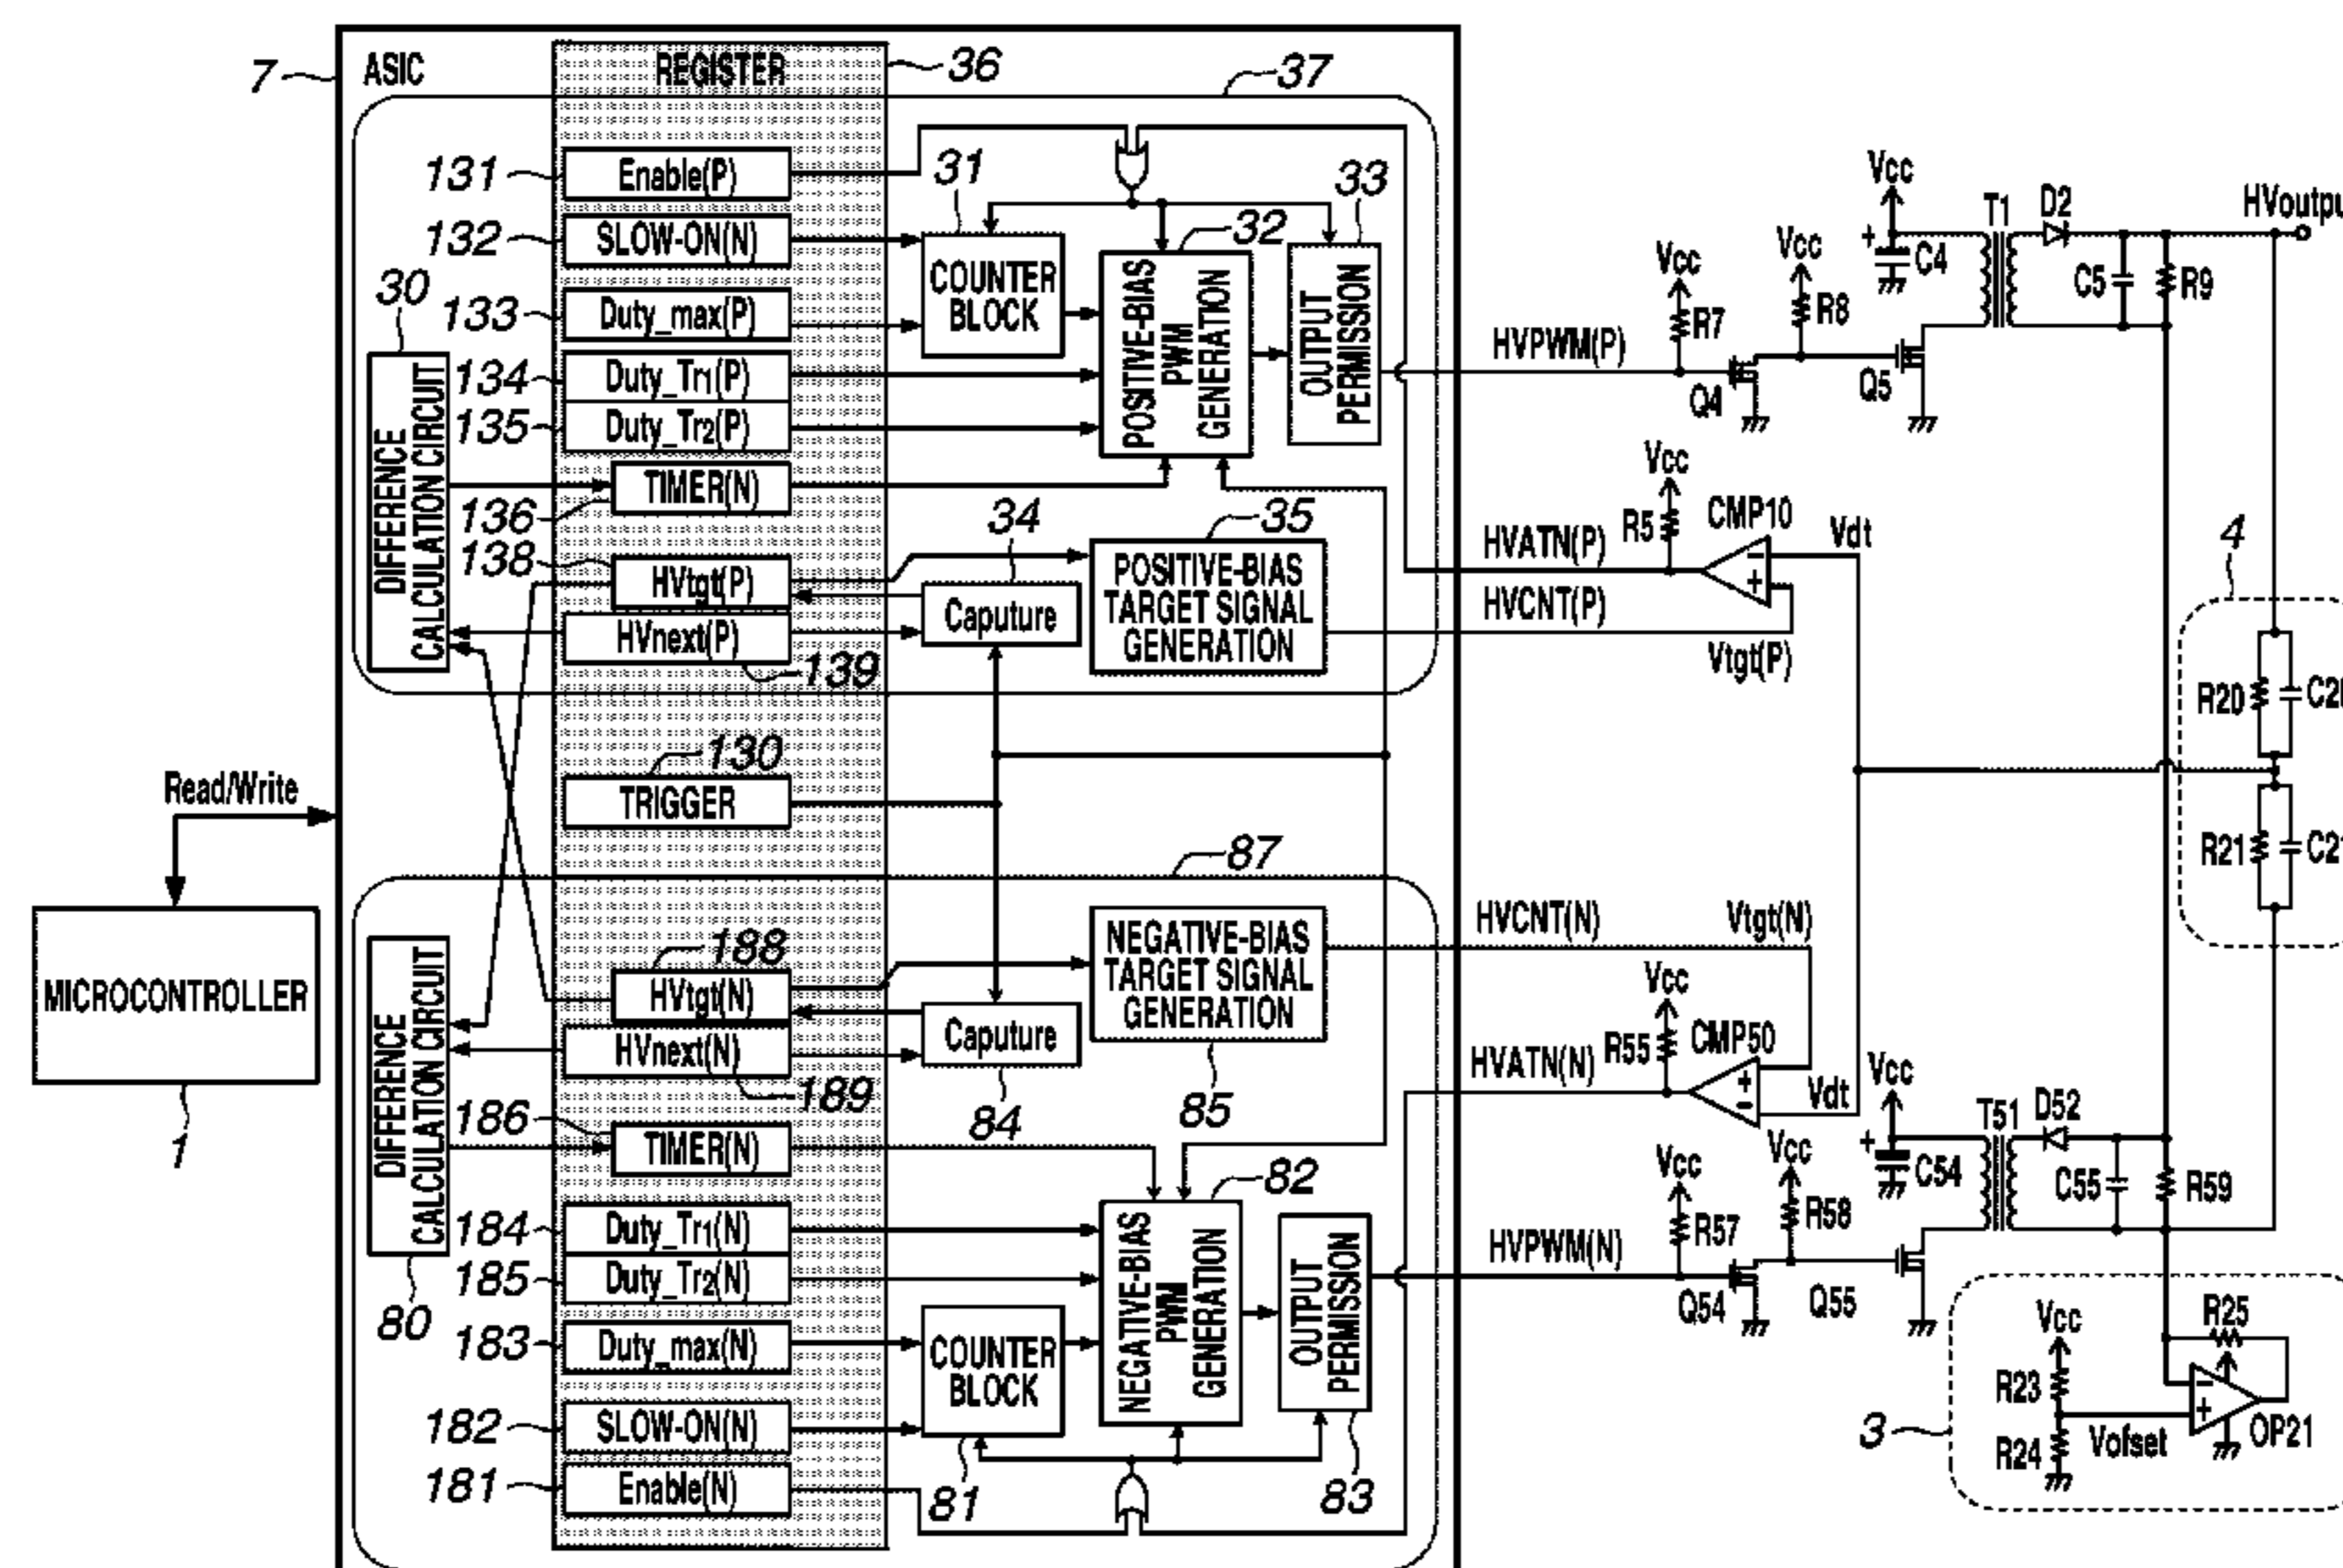 7
ASIC
REGISTER
36
37
131
Enable(P)
31
33
132
SLOW-ON(N)
32
30
133
Duty_max(P)
COUNTER
BLOCK
POSITIVE-BIAS
PWM
GENERATION
OUTPUT
PERMISSION
134
Duty_Tr1(P)
135
Duty_Tr2(P)
DIFFERENCE
CALCULATION CIRCUIT
TIMER(N)
136
34
35
138
HVtgt(P)
Caputure
POSITIVE-BIAS
TARGET SIGNAL
GENERATION
HVnext(P)
139
130
TRIGGER
Read/Write
MICROCONTROLLER
1
87
188
HVtgt(N)
HVnext(N)
189
Caputure
84
NEGATIVE-BIAS
TARGET SIGNAL
GENERATION
85
DIFFERENCE
CALCULATION CIRCUIT
80
186
TIMER(N)
82
184
Duty_Tr1(N)
185
Duty_Tr2(N)
183
Duty_max(N)
182
SLOW-ON(N)
181
Enable(N)
COUNTER
BLOCK
81
NEGATIVE-BIAS
PWM
GENERATION
OUTPUT
PERMISSION
83
HVPWM(P)
Vcc
R7
Vcc
R8
Q4
Q5
Vcc
+
C4
T1
D2
C5
R9
HVoutpu
HVATN(P)
Vcc
R5
CMP10
-
+
Vdt
HVCNT(P)
Vtgt(P)
4
R20
C20
R21
C21
HVCNT(N)
Vtgt(N)
HVATN(N)
Vcc
R55
CMP50
+
-
Vdt
HVPWM(N)
Vcc
R57
Vcc
R58
Q54
Q55
Vcc
+
C54
T51
D52
C55
R59
3
Vcc
R23
R24
Vofset
R25
-
+
OP21